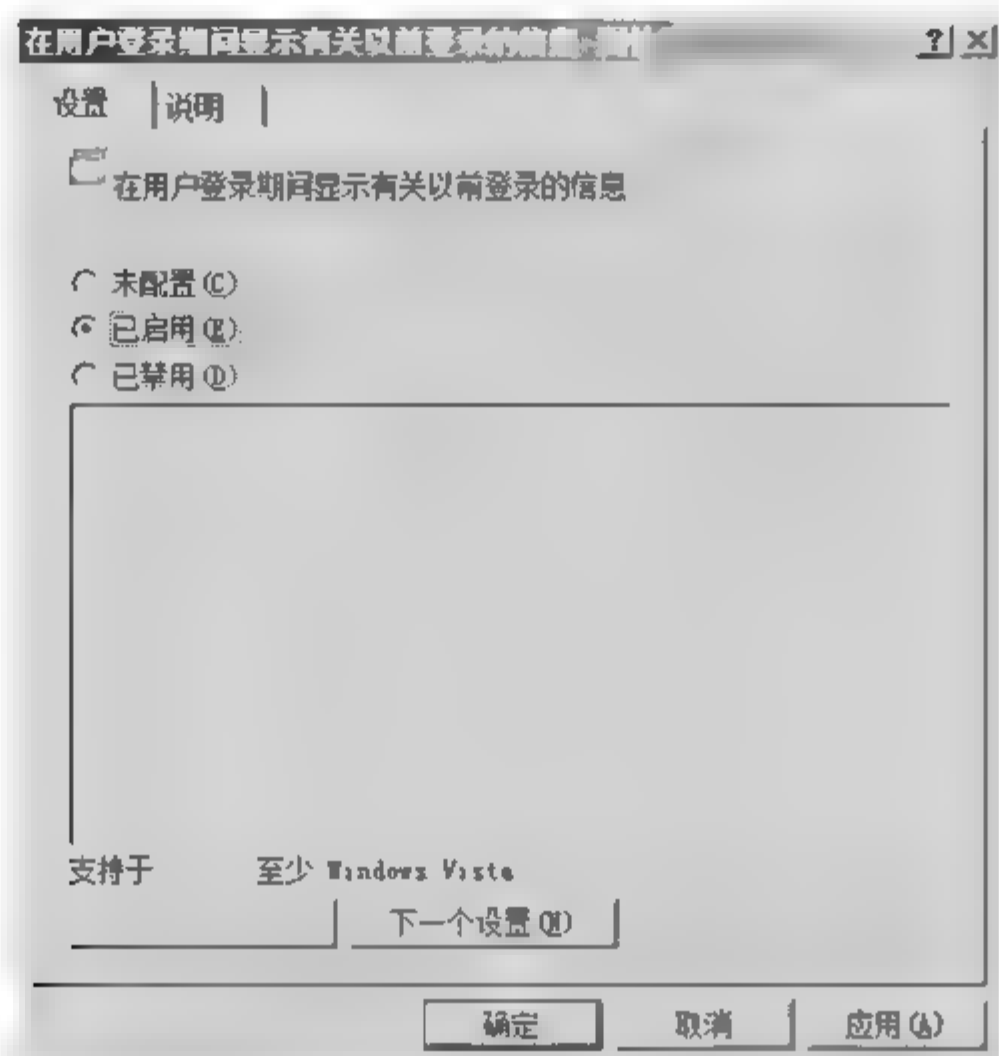 在用户登录期间显示有关以前登录的信息
设置 说明
在用户登录期间显示有关以前登录的信息
未配置(C)
已启用(E)
已禁用(D)
支持于 至少 Windows Vista
下一个设置(N)
确定 取消 应用(A)